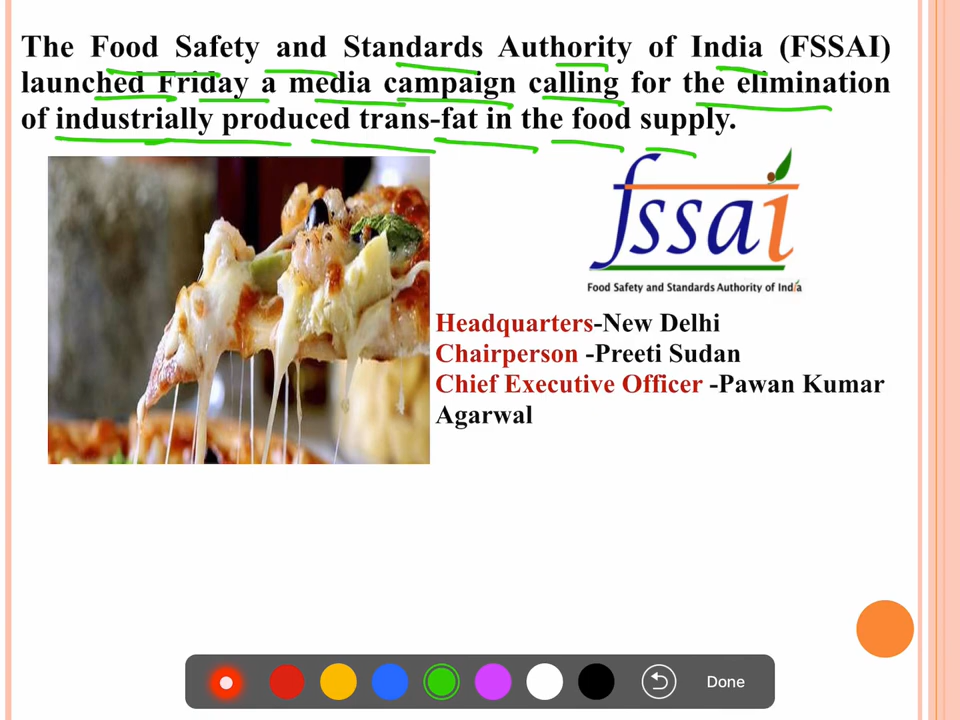 The Food Safety and Standards Authority of India (FSSAI)
launched Friday a media campaign calling for the elimination
of industrially produced trans-fat in the food supply.
fssai
Food Safety and Standards Authority of India
Headquarters-New Delhi
Chairperson -Preeti Sudan
Chief Executive Officer -Pawan Kumar
Agarwal
Done